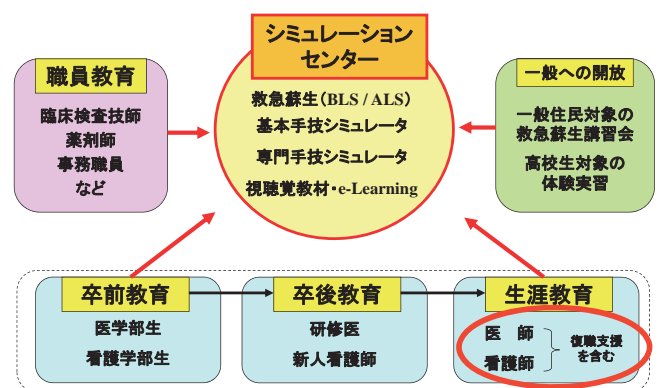 シミュレーション
センター
救急蘇生（BLS / ALS）
基本手技シミュレータ
専門手技シミュレータ
視聴覚教材・e-Learning
職員教育
臨床検査技師
薬剤師
事務職員
など
一般への開放
一般住民対象の
救急蘇生講習会
高校生対象の
体験実習
卒前教育
医学部生
看護学部生
卒後教育
研修医
新人看護師
生涯教育
医　師
看護師
復職支援
を含む